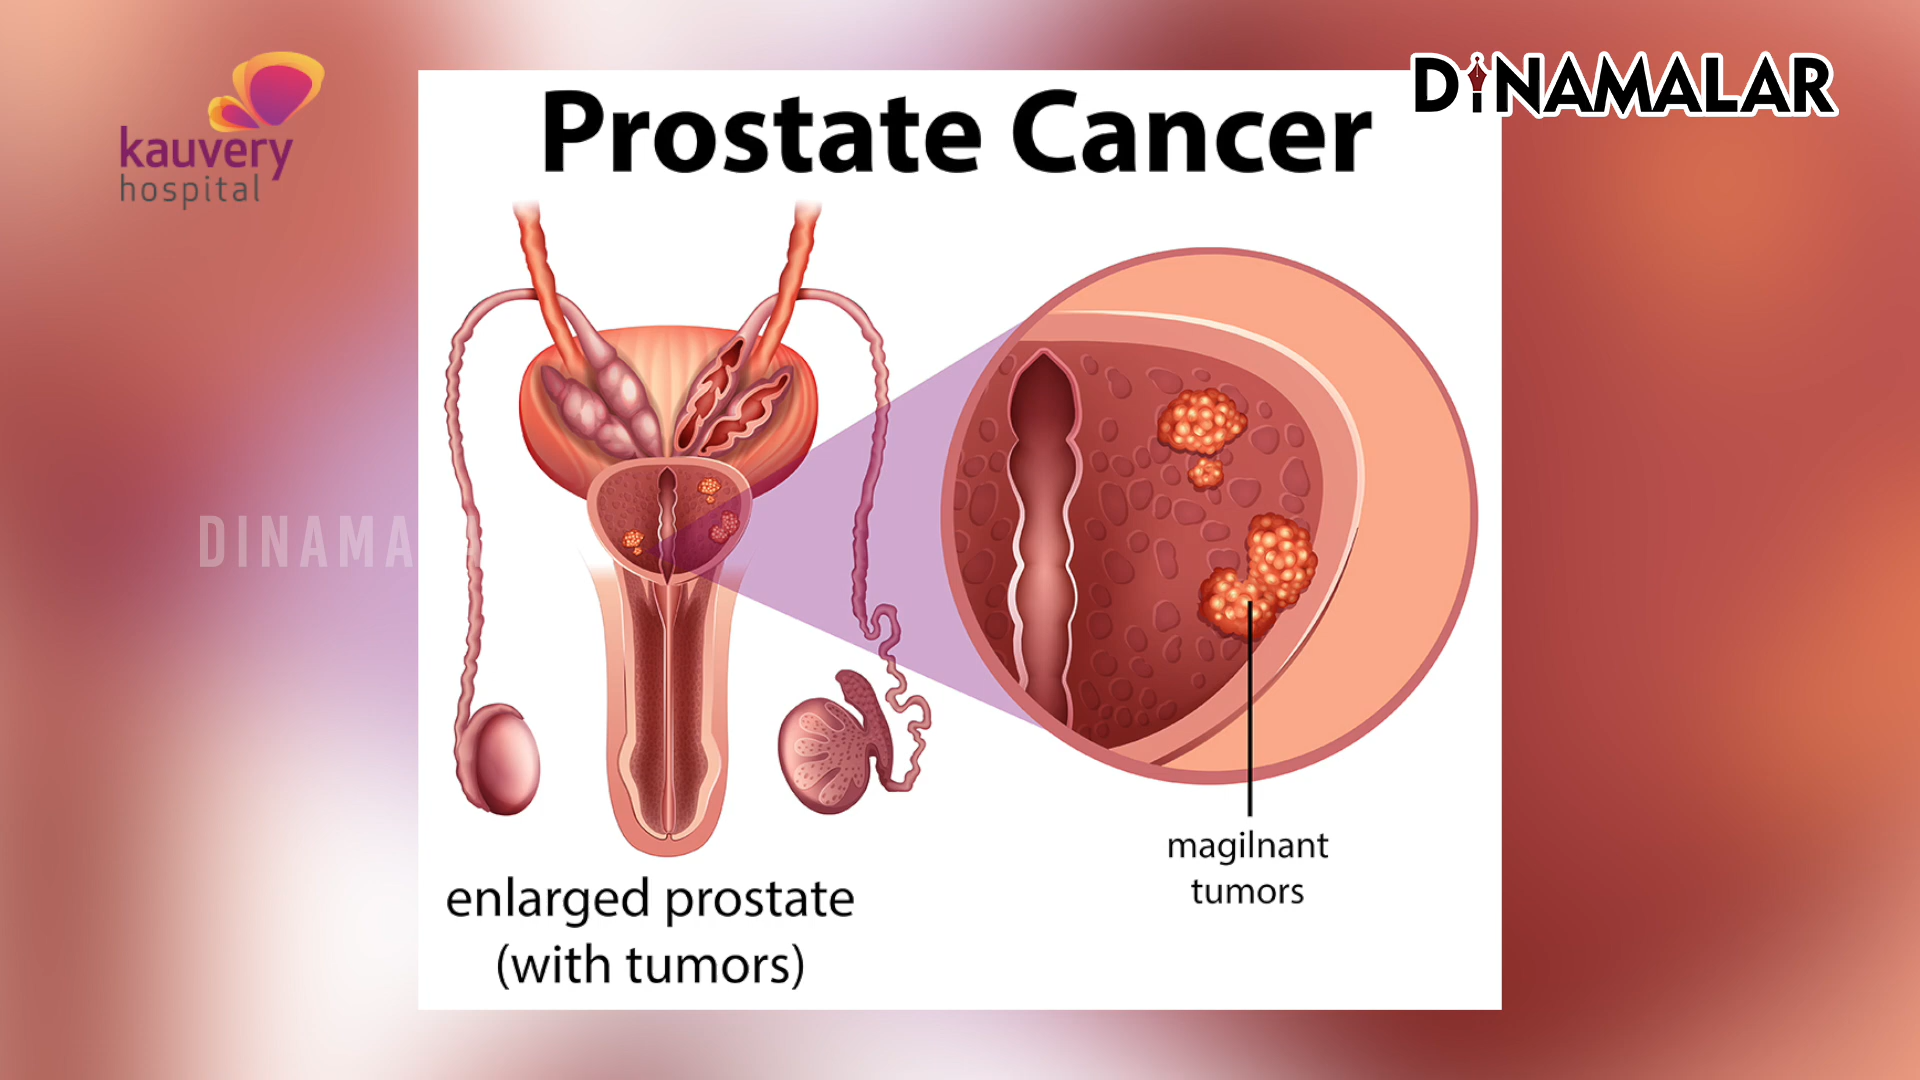 kauvery
hospital
DINAMALAR
Prostate Cancer
DINAMA
enlarged prostate
(with tumors)
magilnant
tumors